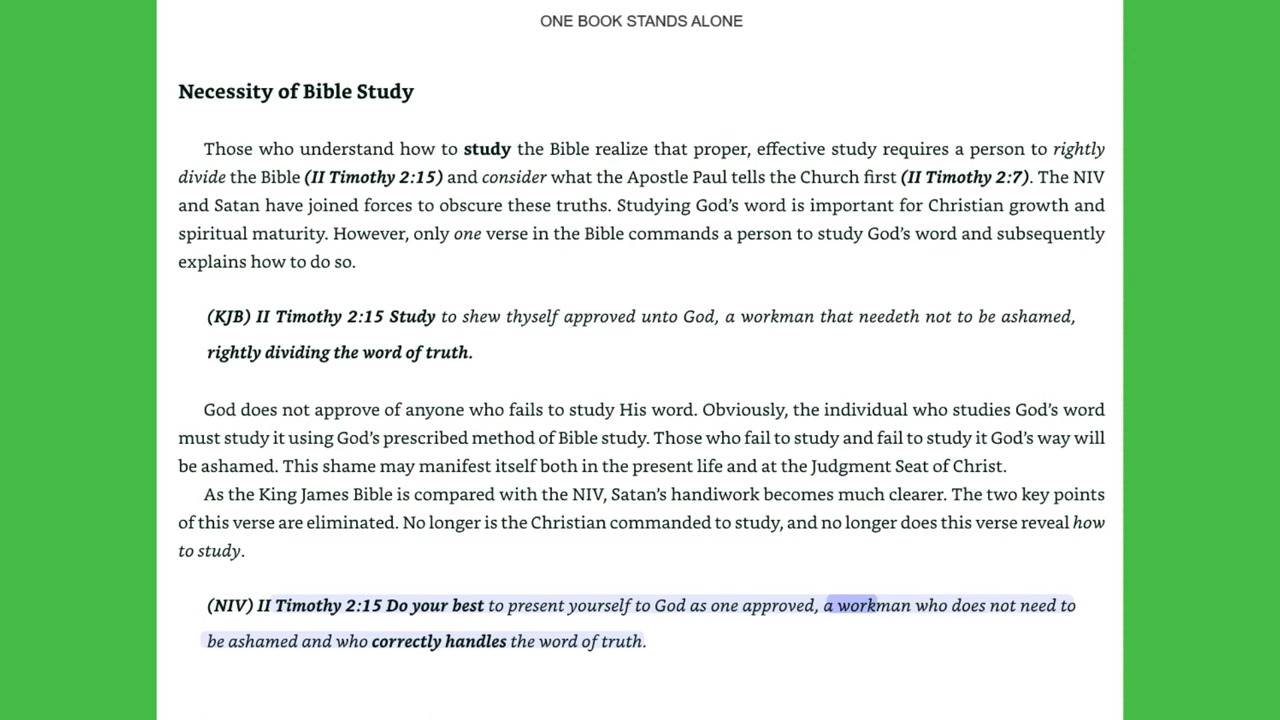 ONE BOOK STANDS ALONE
Necessity of Bible Study
Those who understand how to study the Bible realize that proper, effective study requires a person to rightly
divide the Bible (II Timothy 2:15) and consider what the Apostle Paul tells the Church first (II Timothy 2:7). The NIV
and Satan have joined forces to obscure these truths. Studying God’s word is important for Christian growth and
spiritual maturity. However, only one verse in the Bible commands a person to study God’s word and subsequently
explains how to do so.
(KJB) II Timothy 2:15 Study to shew thyself approved unto God, a workman that needeth not to be ashamed,
rightly dividing the word of truth.
God does not approve of anyone who fails to study His word. Obviously, the individual who studies God’s word
must study it using God’s prescribed method of Bible study. Those who fail to study and fail to study it God’s way will
be ashamed. This shame may manifest itself both in the present life and at the Judgment Seat of Christ.
As the King James Bible is compared with the NIV, Satan’s handiwork becomes much clearer. The two key points
of this verse are eliminated. No longer is the Christian commanded to study, and no longer does this verse reveal how
to study.
(NIV) II Timothy 2:15 Do your best to present yourself to God as one approved, a workman who does not need to
be ashamed and who correctly handles the word of truth.